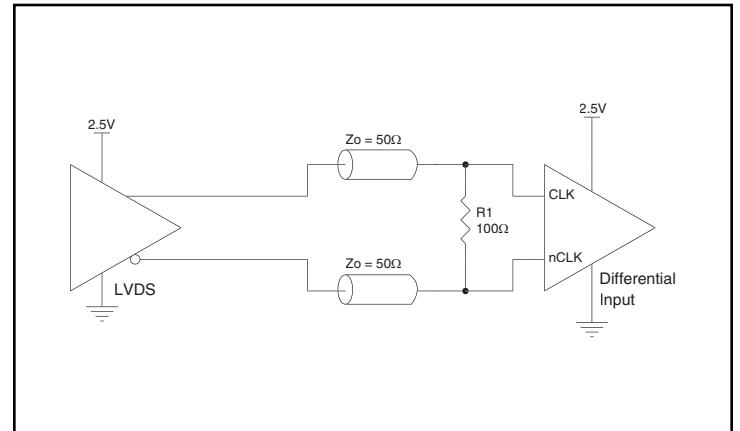 2.5V
2.5V
Zo = 50Ω
CLK
R1
100Ω
Zo = 50Ω
nCLK
LVDS
Differential
Input